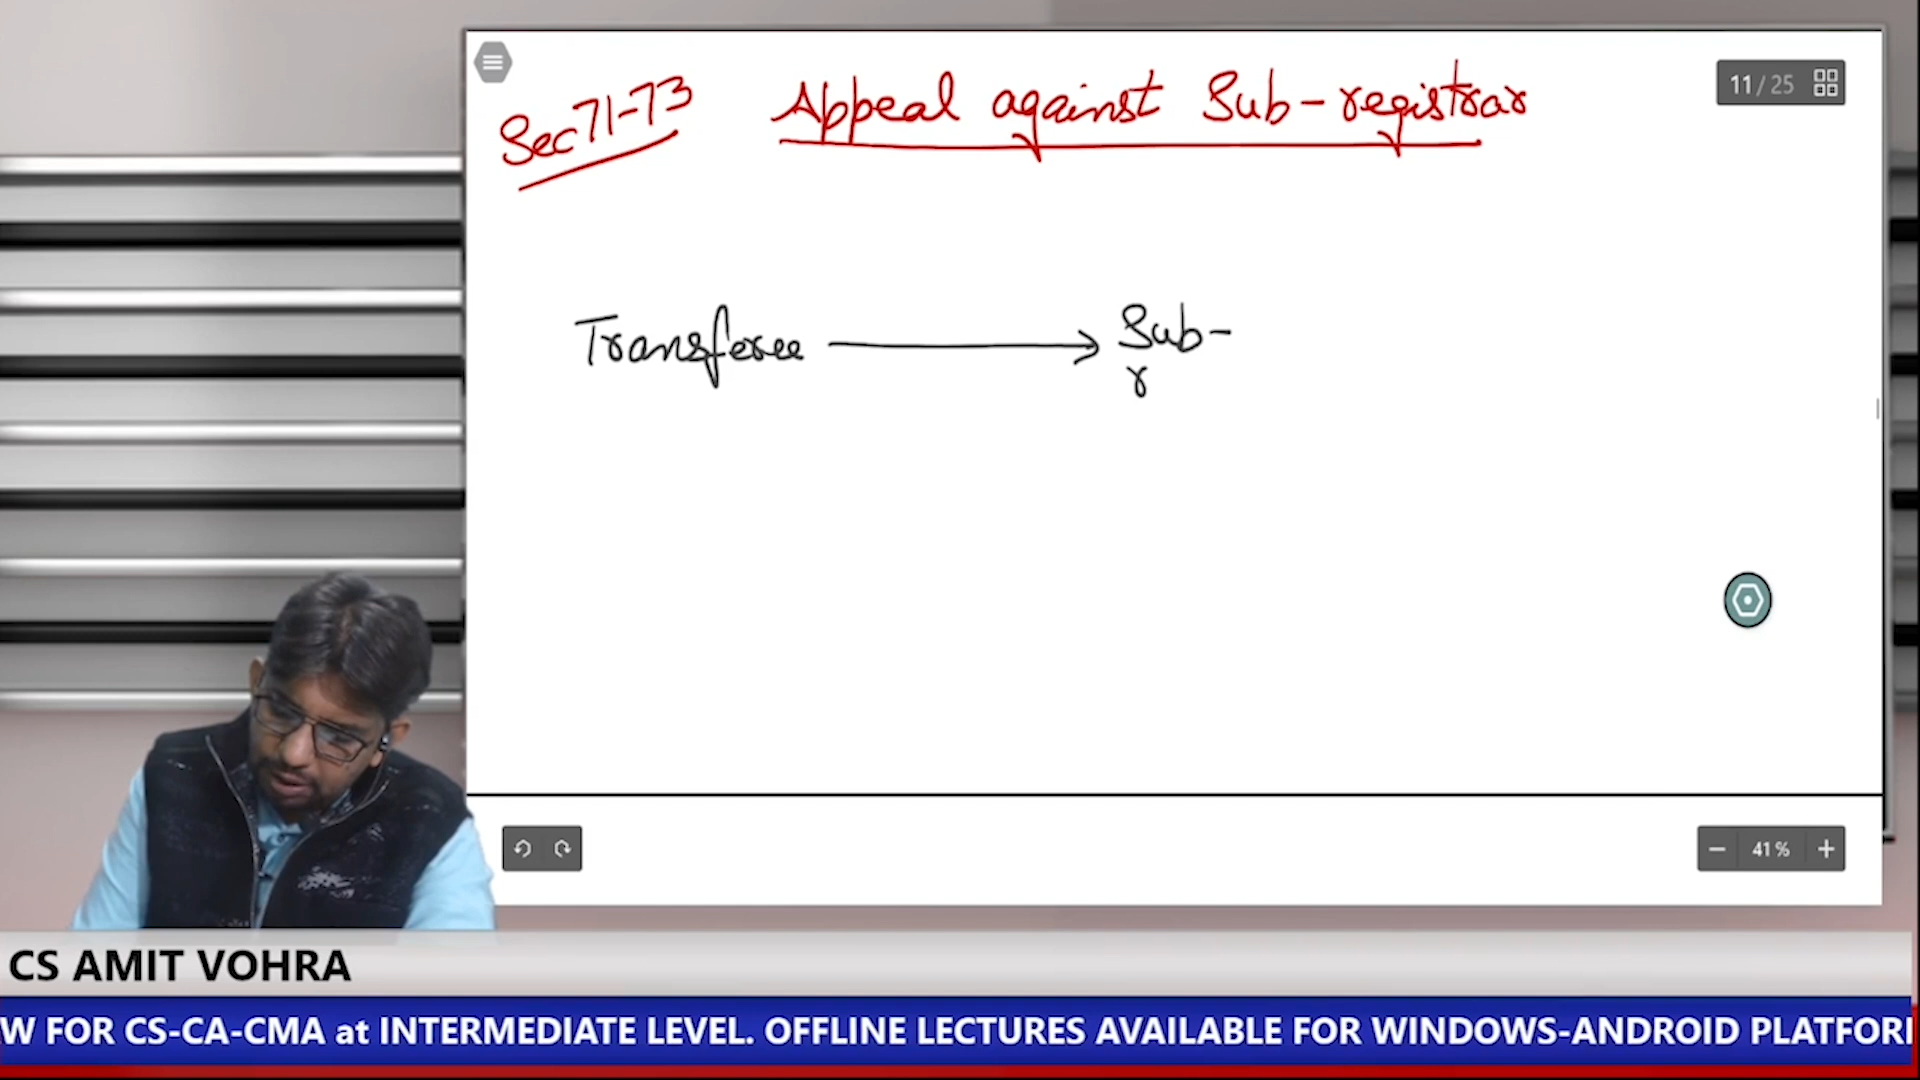 11 / 25
Sec 71-73 Appeal against Sub-registrar
Transferee Sub-
r
41 %
CS AMIT VOHRA
W FOR CS-CA-CMA at INTERMEDIATE LEVEL. OFFLINE LECTURES AVAILABLE FOR WINDOWS-ANDROID PLATFOR